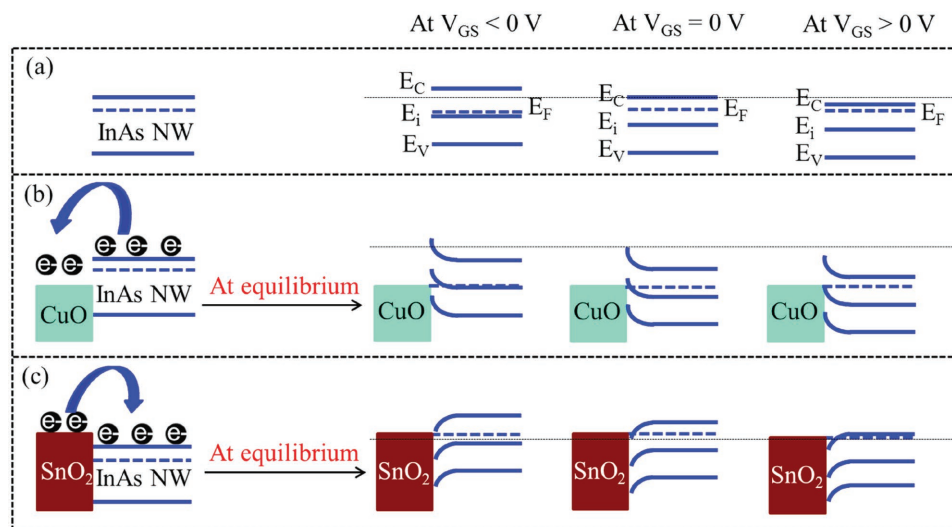 At V_GS < 0 V At V_GS = 0 V At V_GS > 0 V
(a)
InAs NW
E_C
E_i
E_F
E_V
E_C
E_i
E_F
E_V
E_C
E_i
E_F
E_V
(b)
e- e- e- e- e-
InAs NW
CuO
At equilibrium
CuO
CuO
CuO
(c)
e- e- e- e- e-
SnO₂
InAs NW
At equilibrium
SnO₂
SnO₂
SnO₂